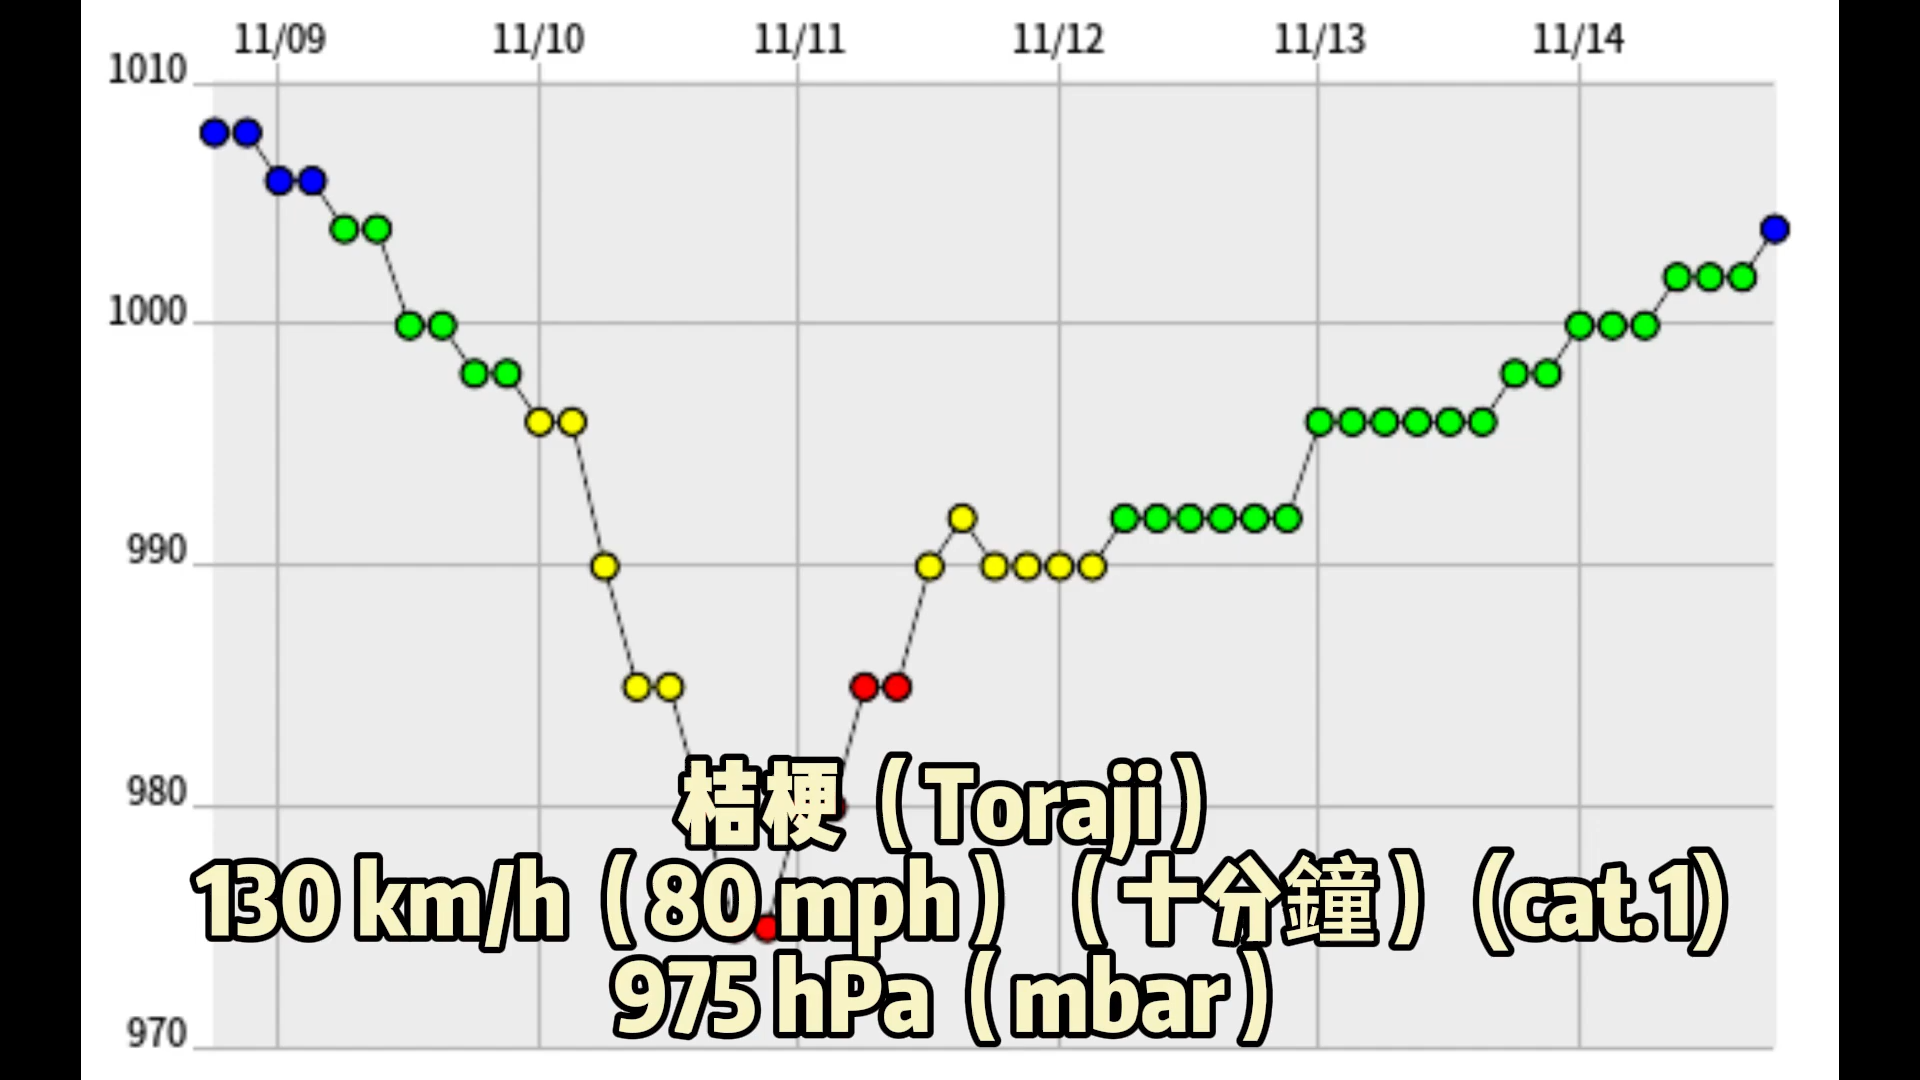 11/09 11/10 11/11 11/12 11/13 11/14
1010
1000
990
980
970
桔梗（Toraji）
130 km/h（80 mph）（十分鐘）(cat.1)
975 hPa（mbar）